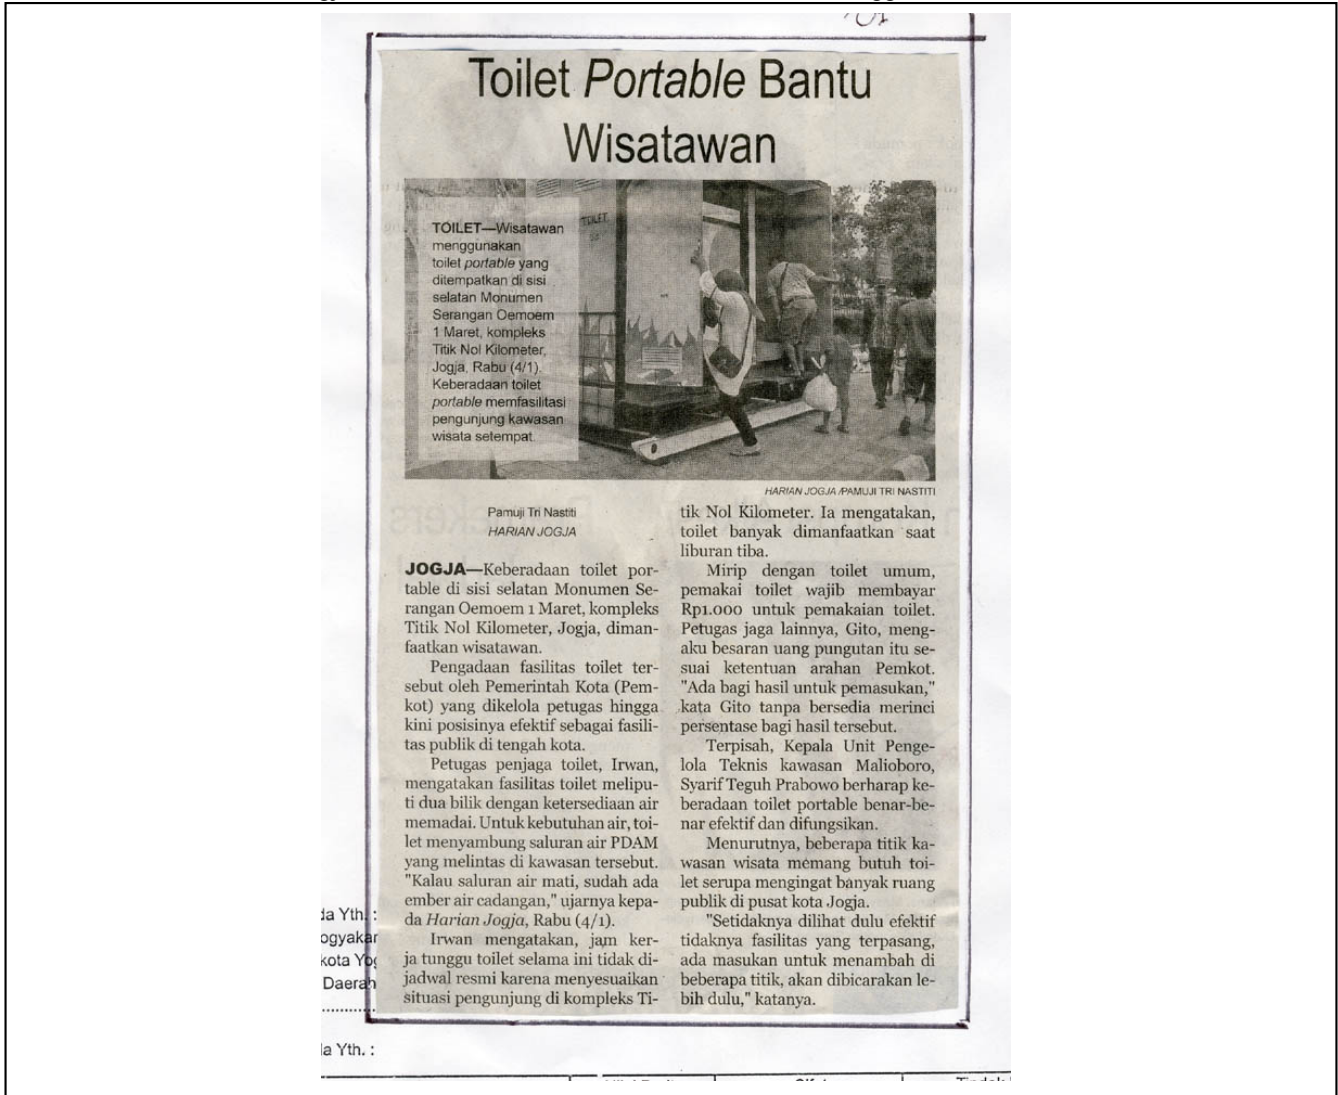 Toilet Portable Bantu
Wisatawan
TOILET
TOILET—Wisatawan
menggunakan
toilet portable yang
ditempatkan di sisi
selatan Monumen
Serangan Oemoem
1 Maret, kompleks
Titik Nol Kilometer,
Jogja, Rabu (4/1).
Keberadaan toilet
portable memfasilitasi
pengunjung kawasan
wisata setempat.
HARIAN JOGJA/PAMUJI TRI NASTITI
Pamuji Tri Nastiti
HARIAN JOGJA
JOGJA—Keberadaan toilet por-
table di sisi selatan Monumen Se-
rangan Oemoem 1 Maret, kompleks
Titik Nol Kilometer, Jogja, diman-
faatkan wisatawan.
Pengadaan fasilitas toilet ter-
sebut oleh Pemerintah Kota (Pem-
kot) yang dikelola petugas hingga
kini posisinya efektif sebagai fasili-
tas publik di tengah kota.
Petugas penjaga toilet, Irwan,
mengatakan fasilitas toilet melipu-
ti dua bilik dengan ketersediaan air
memadai. Untuk kebutuhan air, toi-
let menyambung saluran air PDAM
yang melintas di kawasan tersebut.
"Kalau saluran air mati, sudah ada
ember air cadangan," ujarnya kepa-
da Harian Jogja, Rabu (4/1).
Irwan mengatakan, jam ker-
ja tunggu toilet selama ini tidak di-
jadwal resmi karena menyesuaikan
situasi pengunjung di kompleks Ti-
tik Nol Kilometer. Ia mengatakan,
toilet banyak dimanfaatkan saat
liburan tiba.
Mirip dengan toilet umum,
pemakai toilet wajib membayar
Rp1.000 untuk pemakaian toilet.
Petugas jaga lainnya, Gito, meng-
aku besaran uang pungutan itu se-
suai ketentuan arahan Pemkot.
"Ada bagi hasil untuk pemasukan,"
kata Gito tanpa bersedia merinci
persentase bagi hasil tersebut.
Terpisah, Kepala Unit Penge-
lola Teknis kawasan Malioboro,
Syarif Teguh Prabowo berharap ke-
beradaan toilet portable benar-be-
nar efektif dan difungsikan.
Menurutnya, beberapa titik ka-
wasan wisata memang butuh toi-
let serupa mengingat banyak ruang
publik di pusat kota Jogja.
"Setidaknya dilihat dulu efektif
tidaknya fasilitas yang terpasang,
ada masukan untuk menambah di
beberapa titik, akan dibicarakan le-
bih dulu," katanya.
da Yth. :
ogyakar
kota Yog
Daerah
a Yth. :